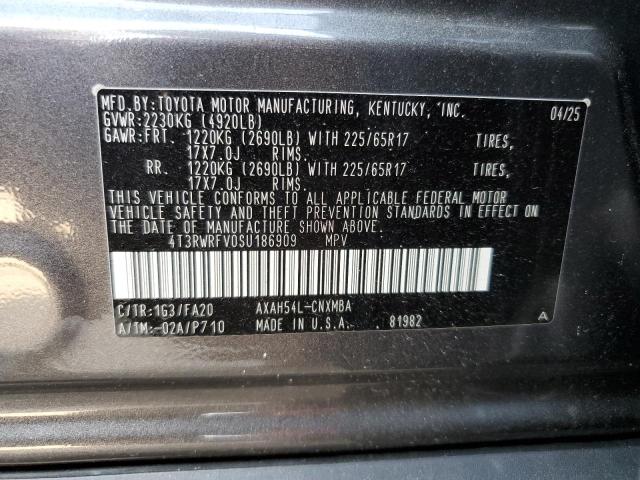 MFD.BY:TOYOTA MOTOR MANUFACTURING, KENTUCKY, INC. 04/25
GVWR:2230KG (4920LB)
GAWR:FRT. 1220KG (2690LB) WITH 225/65R17 TIRES,
17X7.0J RIMS.
RR. 1220KG (2690LB) WITH 225/65R17 TIRES,
17X7.0J RIMS.
THIS VEHICLE CONFORMS TO ALL APPLICABLE FEDERAL MOTOR
VEHICLE SAFETY AND THEFT PREVENTION STANDARDS IN EFFECT ON
THE DATE OF MANUFACTURE SHOWN ABOVE.
4T3RWRFV0SU186909 MPV
C/TR:1G3/FA20 AXAH54L-CNXMBA
A/TM:-02A/P710 MADE IN U.S.A. 81982 A